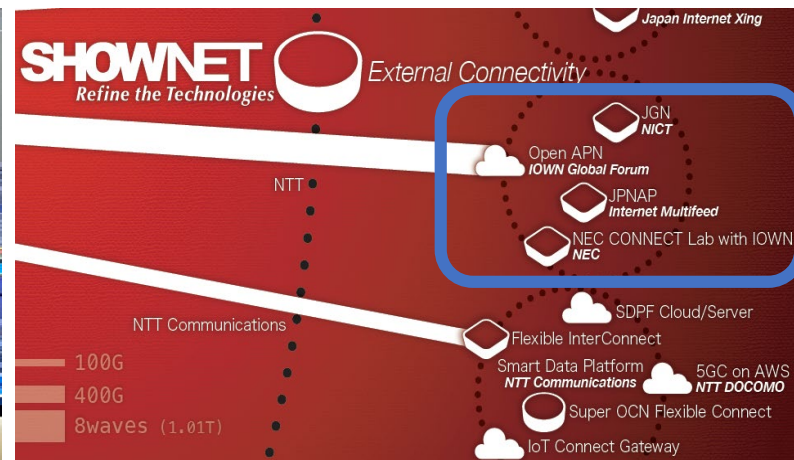 Japan Internet Xing
SHOWNET
Refine the Technologies
External Connectivity
JGN
NICT
Open APN
IOWN Global Forum
NTT
JPNAP
Internet Multifeed
NEC CONNECT Lab with IOWN
NEC
SDPF Cloud/Server
NTT Communications
Flexible InterConnect
100G
Smart Data Platform
NTT Communications
5GC on AWS
NTT DOCOMO
400G
Super OCN Flexible Connect
8waves (1.01T)
IoT Connect Gateway